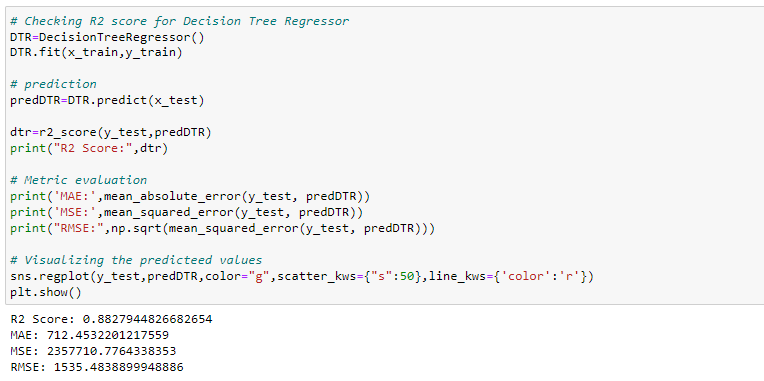 # Checking R2 score for Decision Tree Regressor
DTR=DecisionTreeRegressor()
DTR.fit(x_train,y_train)
# prediction
predDTR=DTR.predict(x_test)
dtr=r2_score(y_test,predDTR)
print("R2 Score:",dtr)
# Metric evaluation
print('MAE:',mean_absolute_error(y_test, predDTR))
print('MSE:',mean_squared_error(y_test, predDTR))
print("RMSE:",np.sqrt(mean_squared_error(y_test, predDTR)))
# Visualizing the predicteed values
sns.regplot(y_test,predDTR,color="g",scatter_kws={"s":50},line_kws={'color':'r'})
plt.show()
R2 Score: 0.8827944826682654
MAE: 712.4532201217559
MSE: 2357710.7764338353
RMSE: 1535.4838899948886